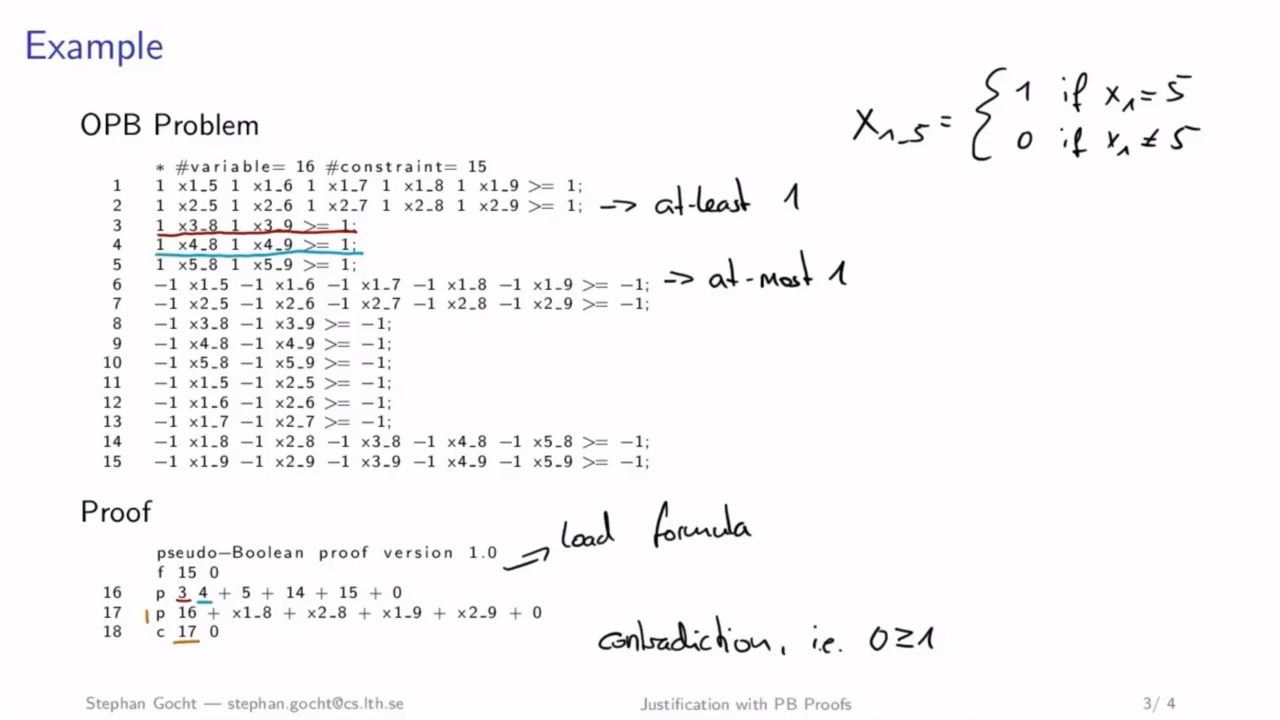 Example
x1_5 = { 1 if x1 = 5
0 if x1 ≠ 5
OPB Problem
* #variable= 16 #constraint= 15
1 1 x1_5 1 x1_6 1 x1_7 1 x1_8 1 x1_9 >= 1;
2 1 x2_5 1 x2_6 1 x2_7 1 x2_8 1 x2_9 >= 1; -> at-least 1
3 1 x3_8 1 x3_9 >= 1;
4 1 x4_8 1 x4_9 >= 1;
5 1 x5_8 1 x5_9 >= 1;
6 −1 x1_5 −1 x1_6 −1 x1_7 −1 x1_8 −1 x1_9 >= −1; -> at-most 1
7 −1 x2_5 −1 x2_6 −1 x2_7 −1 x2_8 −1 x2_9 >= −1;
8 −1 x3_8 −1 x3_9 >= −1;
9 −1 x4_8 −1 x4_9 >= −1;
10 −1 x5_8 −1 x5_9 >= −1;
11 −1 x1_5 −1 x2_5 >= −1;
12 −1 x1_6 −1 x2_6 >= −1;
13 −1 x1_7 −1 x2_7 >= −1;
14 −1 x1_8 −1 x2_8 −1 x3_8 −1 x4_8 −1 x5_8 >= −1;
15 −1 x1_9 −1 x2_9 −1 x3_9 −1 x4_9 −1 x5_9 >= −1;
Proof
pseudo−Boolean proof version 1.0
f 15 0 -> load formula
16 p 3 4 + 5 + 14 + 15 + 0
17 p 16 + x1_8 + x2_8 + x1_9 + x2_9 + 0
18 c 17 0 contradiction, i.e. 0≥1
Stephan Gocht — stephan.gocht@cs.lth.se Justification with PB Proofs 3/ 4